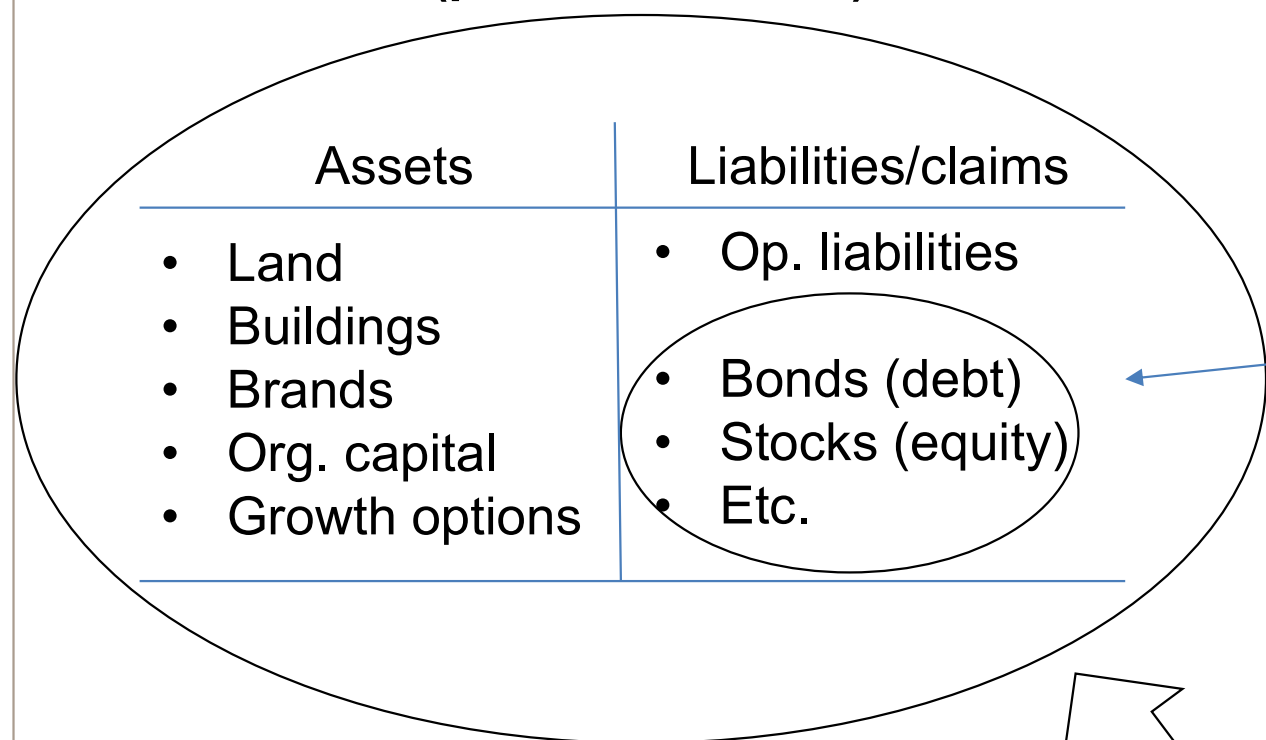 Assets
Liabilities/claims
• Land
• Buildings
• Brands
• Org. capital
• Growth options
• Op. liabilities
• Bonds (debt)
• Stocks (equity)
• Etc.